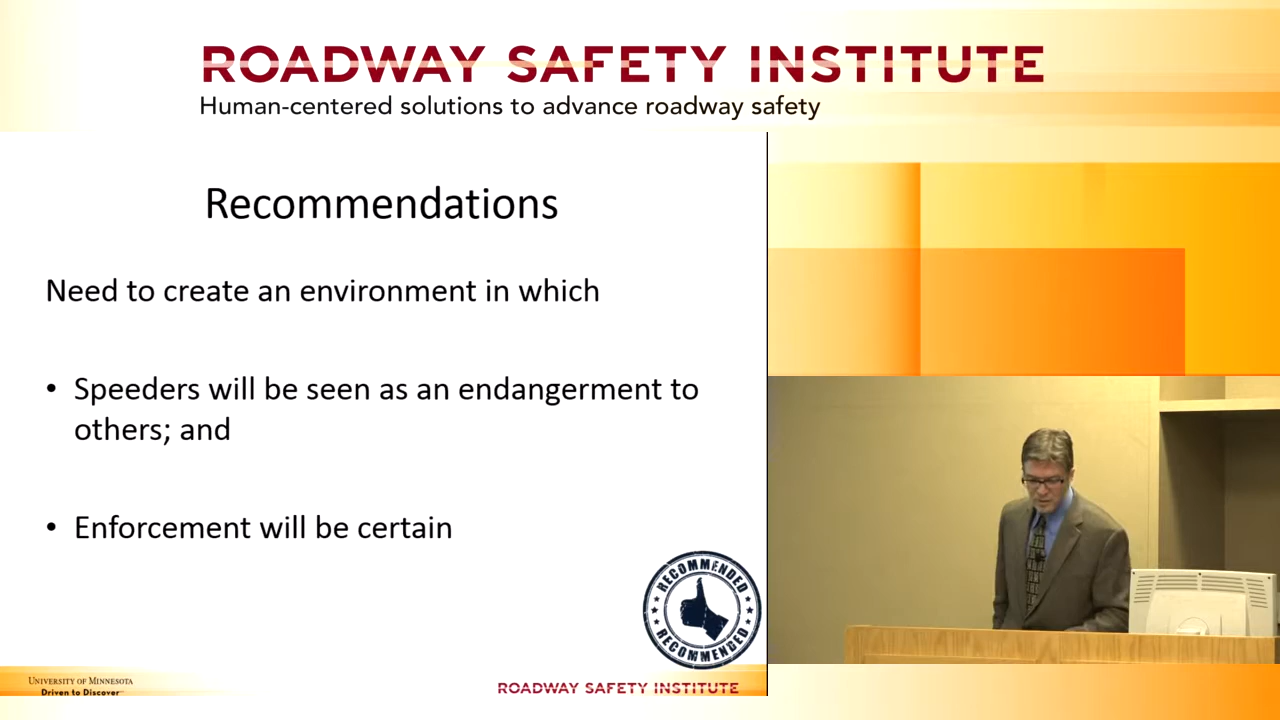 ROADWAY SAFETY INSTITUTE
Human-centered solutions to advance roadway safety
Recommendations
Need to create an environment in which
• Speeders will be seen as an endangerment to
others; and
• Enforcement will be certain
RECOMMENDED
RECOMMENDED
UNIVERSITY OF MINNESOTA
Driven to Discover
ROADWAY SAFETY INSTITUTE